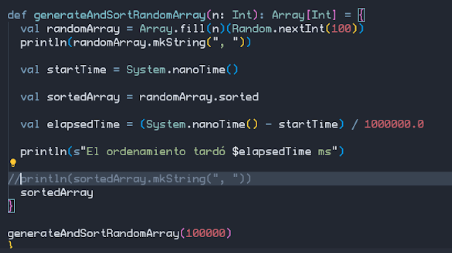 def generateAndSortRandomArray(n: Int): Array[Int] = {
val randomArray = Array.fill(n)(Random.nextInt(100))
println(randomArray.mkString(", "))
val startTime = System.nanoTime()
val sortedArray = randomArray.sorted
val elapsedTime = (System.nanoTime() - startTime) / 1000000.0
println(s"El ordenamiento tardó $elapsedTime ms")
//println(sortedArray.mkString(", "))
sortedArray
}
generateAndSortRandomArray(100000)
}